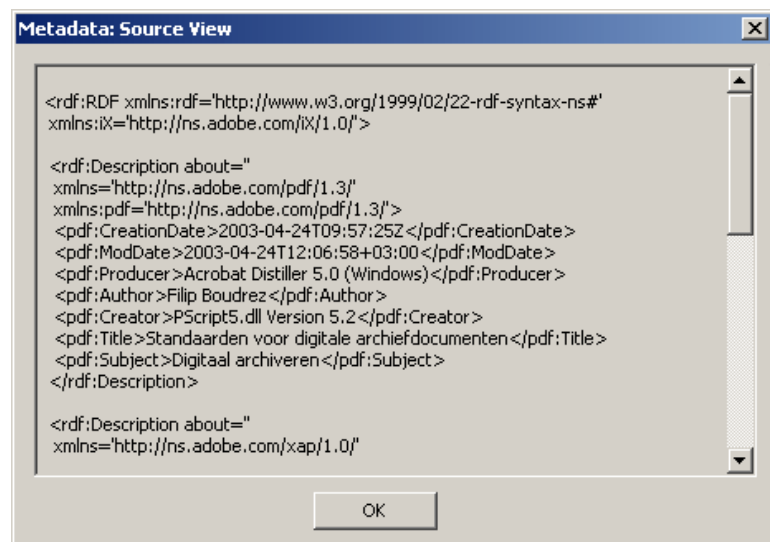 Metadata: Source View
<rdf:RDF xmlns:rdf='http://www.w3.org/1999/02/22-rdf-syntax-ns#'
xmlns:iX='http://ns.adobe.com/iX/1.0/'>
<rdf:Description about=''
xmlns='http://ns.adobe.com/pdf/1.3/'
xmlns:pdf='http://ns.adobe.com/pdf/1.3/'>
<pdf:CreationDate>2003-04-24T09:57:25Z</pdf:CreationDate>
<pdf:ModDate>2003-04-24T12:06:58+03:00</pdf:ModDate>
<pdf:Producer>Acrobat Distiller 5.0 (Windows)</pdf:Producer>
<pdf:Author>Filip Boudrez</pdf:Author>
<pdf:Creator>PScript5.dll Version 5.2</pdf:Creator>
<pdf:Title>Standaarden voor digitale archiefdocumenten</pdf:Title>
<pdf:Subject>Digitaal archiveren</pdf:Subject>
</rdf:Description>
<rdf:Description about=''
xmlns='http://ns.adobe.com/xap/1.0/'
OK